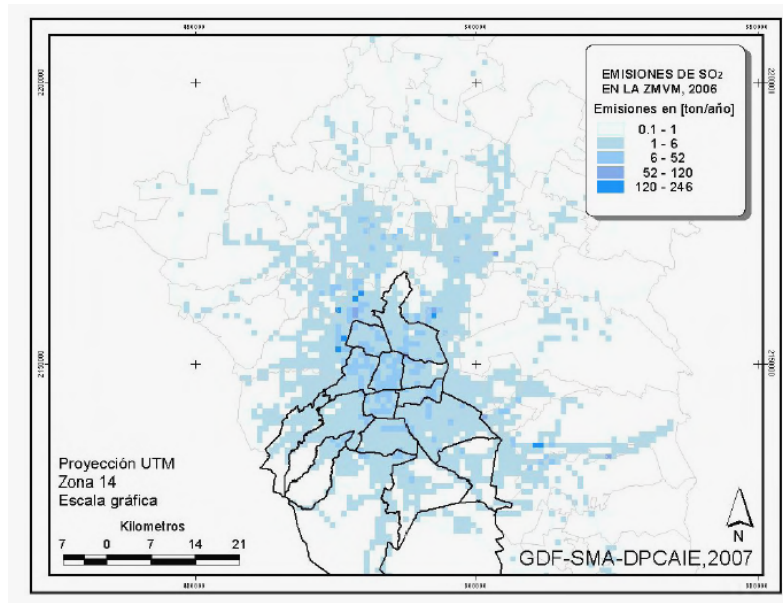 EMISIONES DE SO2
EN LA ZMVM, 2006
Emisiones en [ton/año]
0.1 - 1
1 - 6
6 - 52
52 - 120
120 - 246
Proyección UTM
Zona 14
Escala gráfica
Kilometros
7 0 7 14 21
N
GDF-SMA-DPCAIE,2007